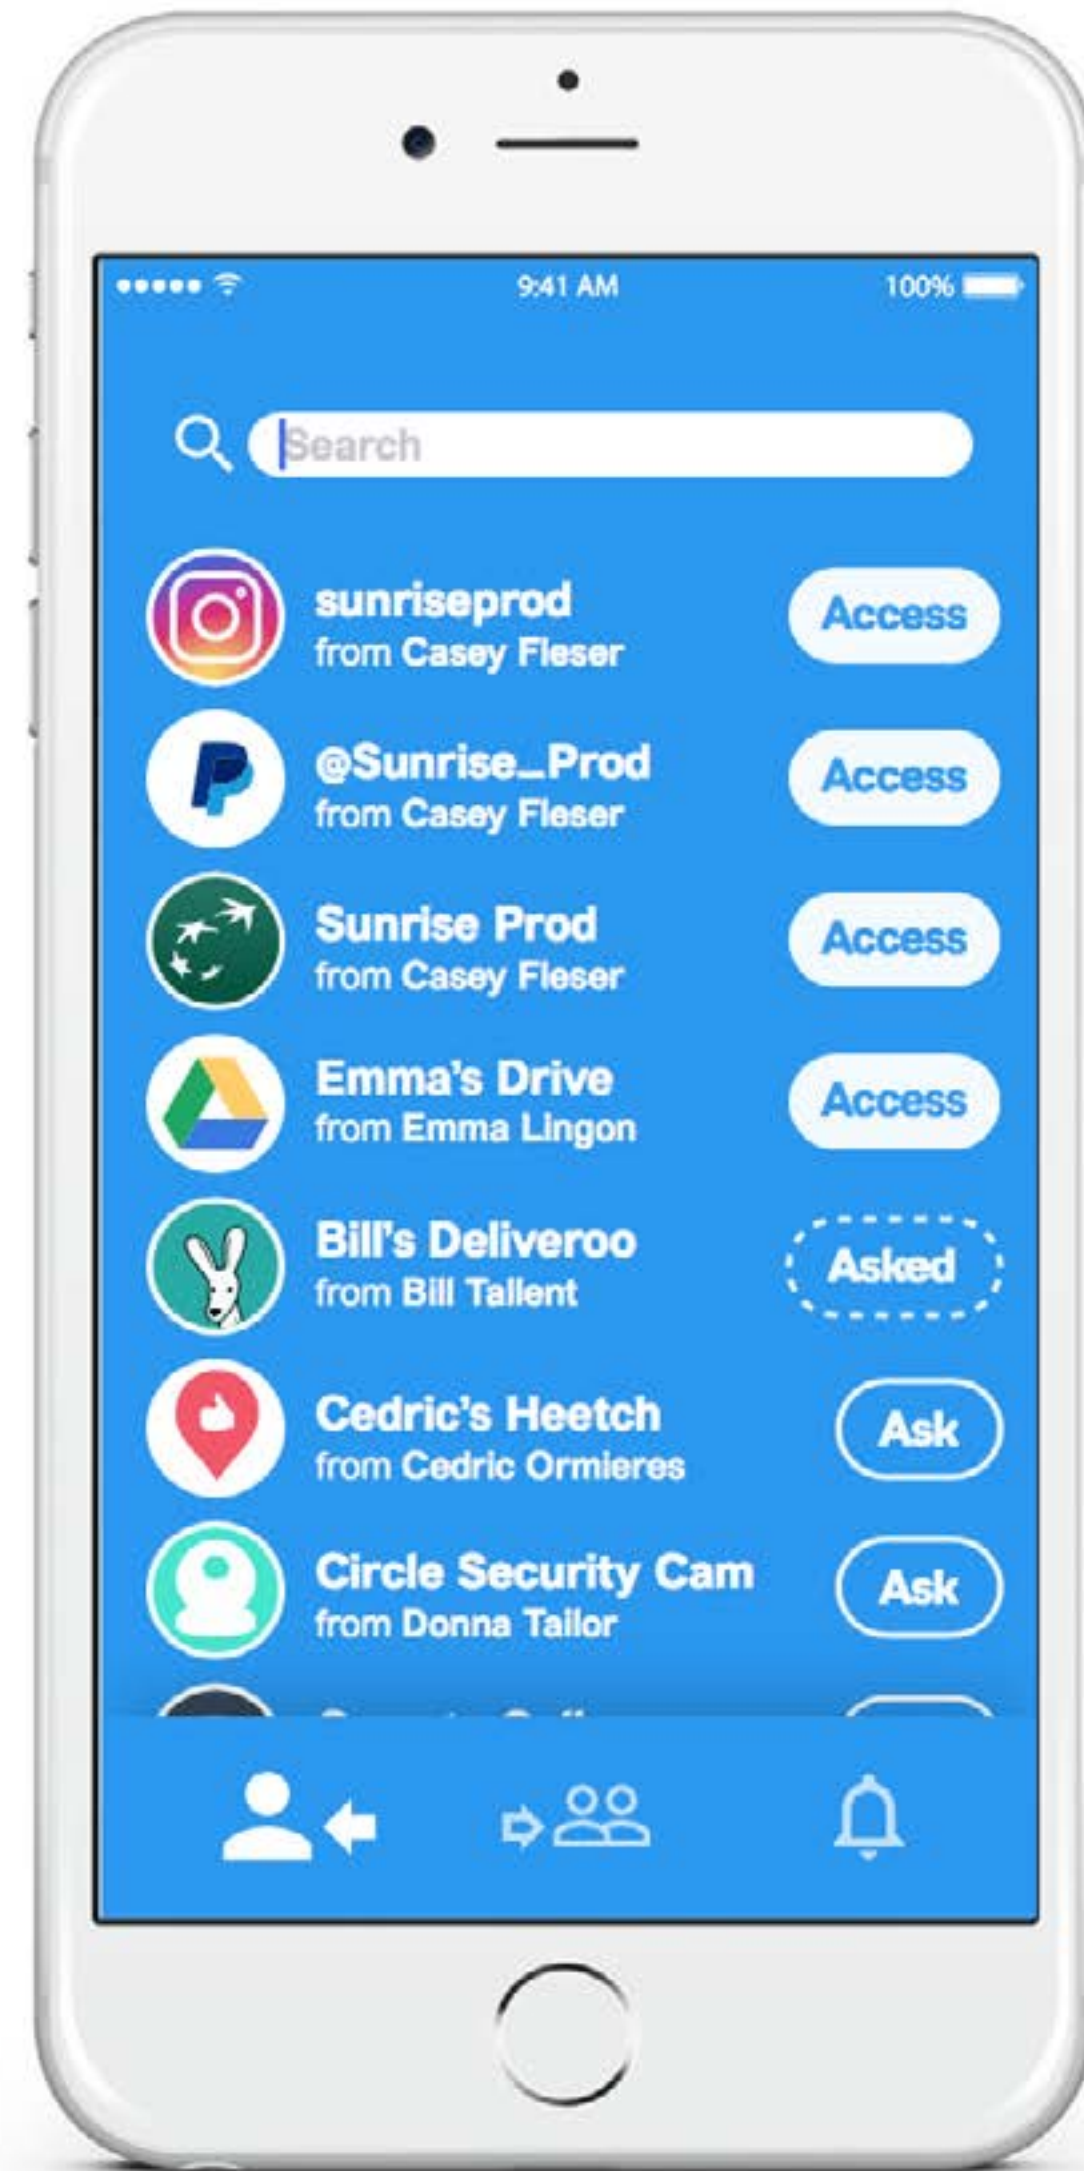 9:41 AM 100%
Search
sunriseprod
from Casey Fleser
Access
@Sunrise_Prod
from Casey Fleser
Access
Sunrise Prod
from Casey Fleser
Access
Emma's Drive
from Emma Lingon
Access
Bill's Deliveroo
from Bill Tallent
Asked
Cedric's Heetch
from Cedric Ormieres
Ask
Circle Security Cam
from Donna Tailor
Ask